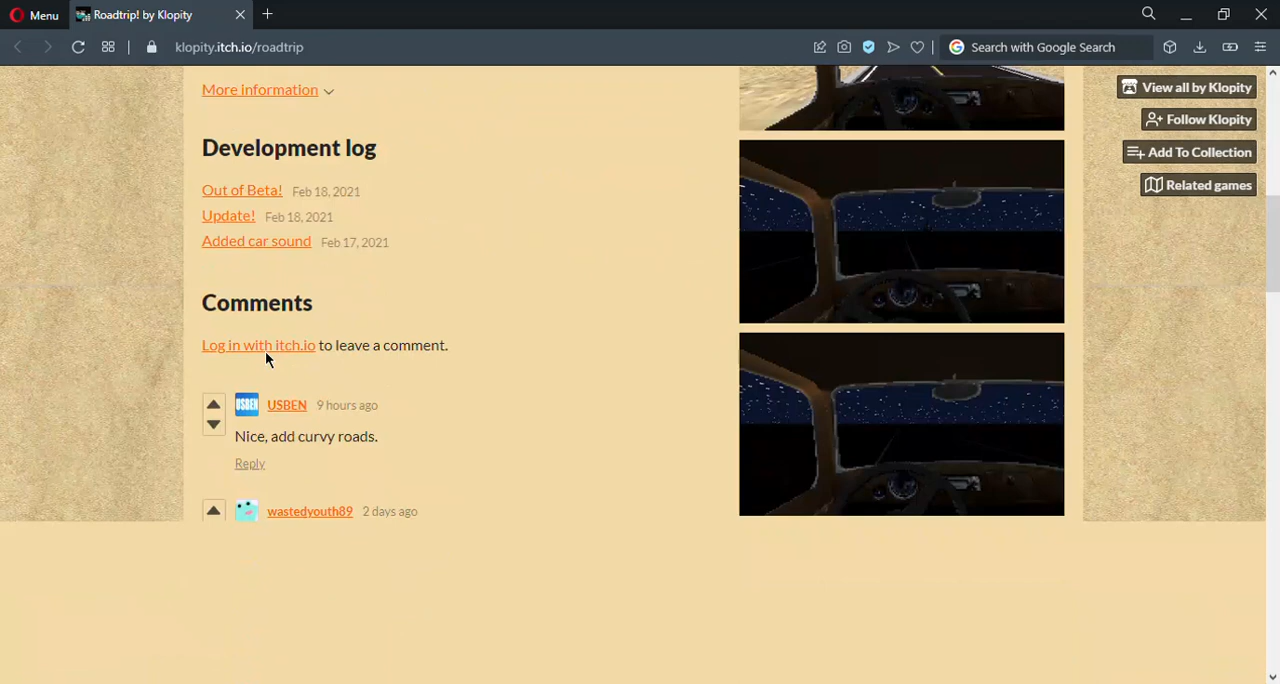 Menu
Roadtrip! by Klopity
klopity.itch.io/roadtrip
Search with Google Search
More information
View all by Klopity
Follow Klopity
Add To Collection
Related games
Development log
Out of Beta! Feb 18, 2021
Update! Feb 18, 2021
Added car sound Feb 17, 2021
Comments
Log in with itch.io to leave a comment.
USBEN USBEN 9 hours ago
Nice, add curvy roads.
Reply
wastedyouth89 2 days ago